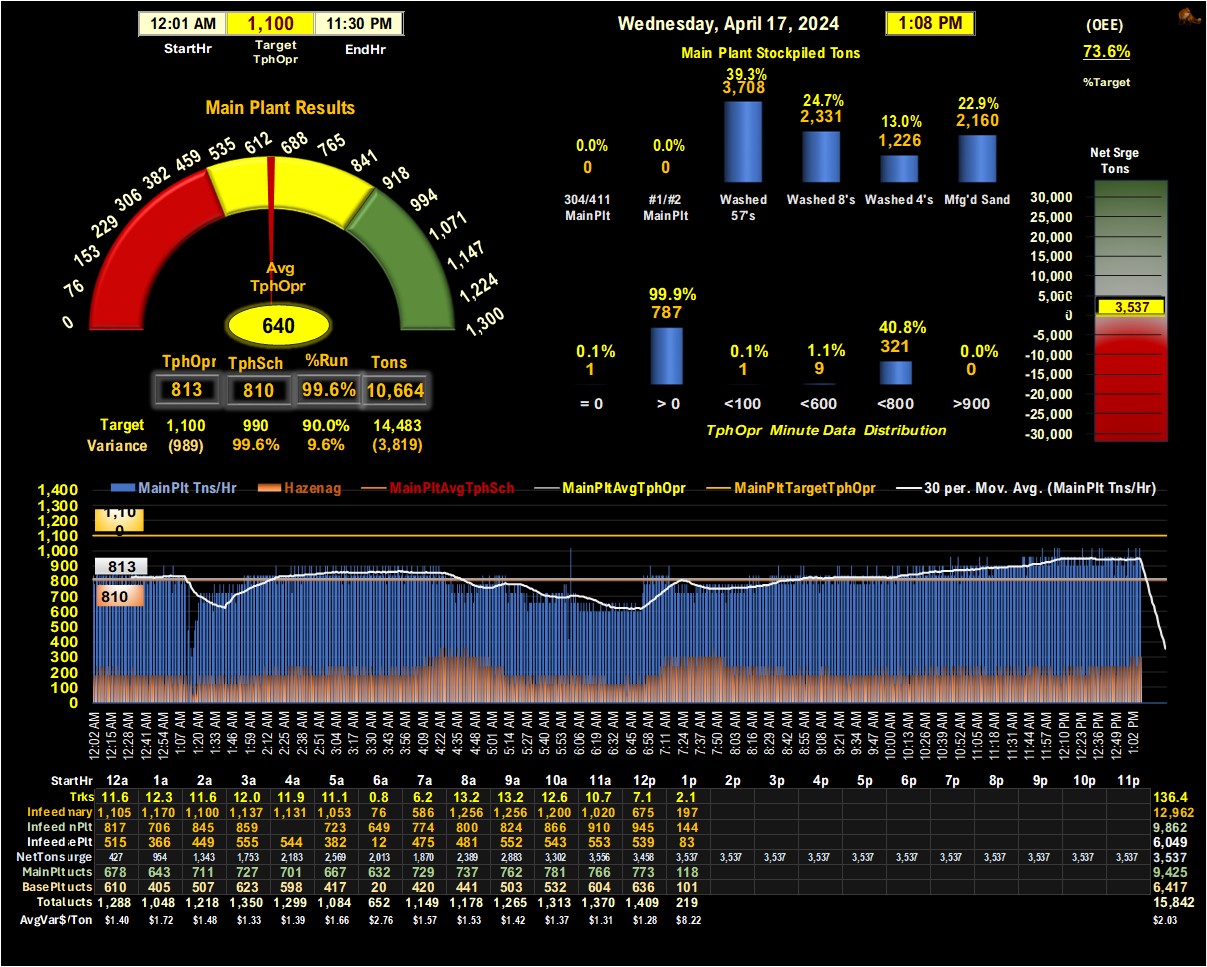 12:01 AM 1,100 11:30 PM
StartHr Target TphOpr EndHr
Wednesday, April 17, 2024 1:08 PM
(OEE)
73.6%
%Target
Main Plant Stockpiled Tons
0.0% 0.0% 39.3% 24.7% 13.0% 22.9%
0 0 3,708 2,331 1,226 2,160
304/411 MainPlt #1/#2 MainPlt Washed 57's Washed 8's Washed 4's Mfg'd Sand
Main Plant Results
0 76 153 229 306 382 459 535 612 688 765 841 918 994 1,071 1,147 1,224 1,300
Avg
TphOpr
640
TphOpr TphSch %Run Tons
813 810 99.6% 10,664
Target 1,100 990 90.0% 14,483
Variance (989) 99.6% 9.6% (3,819)
0.1% 99.9% 0.1% 1.1% 40.8% 0.0%
1 787 1 9 321 0
= 0 > 0 <100 <600 <800 >900
TphOpr Minute Data Distribution
Net Srge
Tons
30,000
25,000
20,000
15,000
10,000
5,000
3,537
0
-5,000
-10,000
-15,000
-20,000
-25,000
-30,000
MainPlt Tns/Hr Hazenag MainPltAvgTphSch MainPltAvgTphOpr MainPltTargetTphOpr 30 per. Mov. Avg. (MainPlt Tns/Hr)
1,400
1,300
1,200
1,100
1,000
900
800
700
600
500
400
300
200
100
0
1,10
0
813
810
12:02 AM 12:15 AM 12:28 AM 12:41 AM 12:54 AM 1:07 AM 1:20 AM 1:33 AM 1:46 AM 1:59 AM 2:12 AM 2:25 AM 2:38 AM 2:51 AM 3:04 AM 3:17 AM 3:30 AM 3:43 AM 3:56 AM 4:09 AM 4:22 AM 4:35 AM 4:48 AM 5:01 AM 5:14 AM 5:27 AM 5:40 AM 5:53 AM 6:06 AM 6:19 AM 6:32 AM 6:45 AM 6:58 AM 7:11 AM 7:24 AM 7:37 AM 7:50 AM 8:03 AM 8:16 AM 8:29 AM 8:42 AM 8:55 AM 9:08 AM 9:21 AM 9:34 AM 9:47 AM 10:00 AM 10:13 AM 10:26 AM 10:39 AM 10:52 AM 11:05 AM 11:18 AM 11:31 AM 11:44 AM 11:57 AM 12:10 PM 12:23 PM 12:36 PM 12:49 PM 1:02 PM
StartHr 12a 1a 2a 3a 4a 5a 6a 7a 8a 9a 10a 11a 12p 1p 2p 3p 4p 5p 6p 7p 8p 9p 10p 11p
Trks 11.6 12.3 11.6 12.0 11.9 11.1 0.8 6.2 13.2 13.2 12.6 10.7 7.1 2.1 136.4
Infeed mary 1,105 1,170 1,100 1,137 1,131 1,053 76 586 1,256 1,256 1,200 1,020 675 197 12,962
Infeed nPlt 817 706 845 859 723 649 774 800 824 866 910 945 144 9,862
Infeed ePlt 515 366 449 555 544 382 12 475 481 552 543 553 539 83 6,049
NetTons urge 427 954 1,343 1,753 2,183 2,569 2,013 1,870 2,389 2,883 3,302 3,556 3,458 3,537 3,537 3,537 3,537 3,537 3,537 3,537 3,537 3,537 3,537 3,537 3,537
MainPlt ucts 678 643 711 727 701 667 632 729 737 762 781 766 773 118 9,425
BasePlt ucts 610 405 507 623 598 417 20 420 441 503 532 604 636 101 6,417
Total ucts 1,288 1,048 1,218 1,350 1,299 1,084 652 1,149 1,178 1,265 1,313 1,370 1,409 219 15,842
AvgVar$/Ton $1.40 $1.72 $1.48 $1.33 $1.39 $1.66 $2.76 $1.57 $1.53 $1.42 $1.37 $1.31 $1.28 $8.22 $2.03